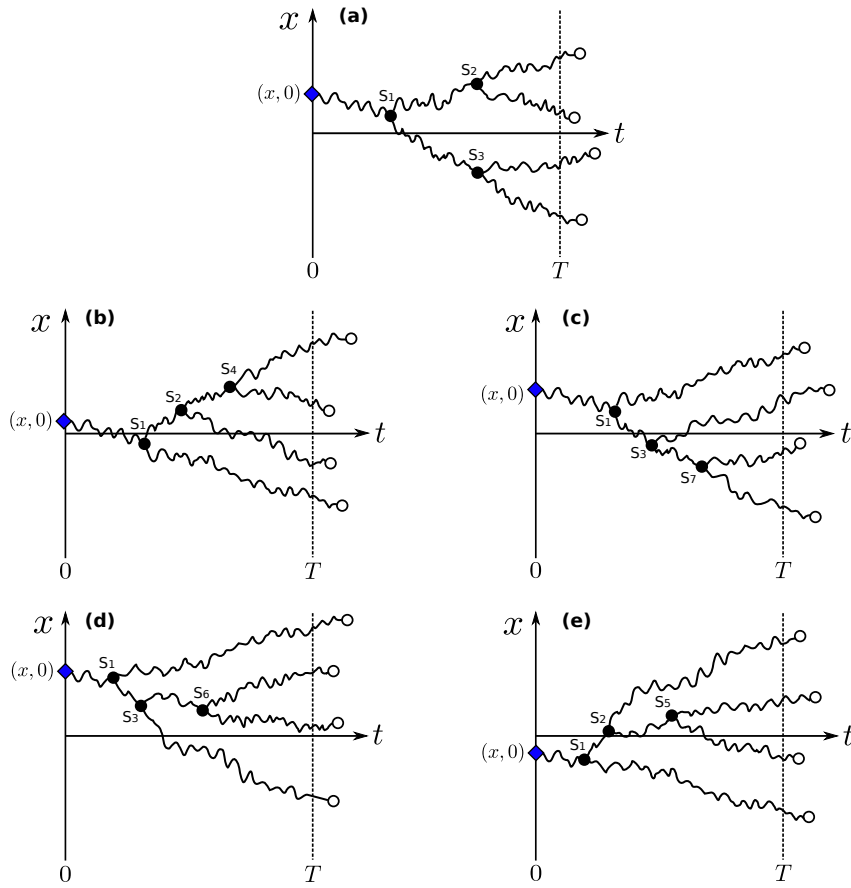 x (a)
(x, 0)
S1
S2
S3
t
0 T
x (b)
(x, 0)
S1
S2
S4
t
0 T
x (c)
(x, 0)
S1
S3
S7
t
0 T
x (d)
(x, 0)
S1
S3
S6
t
0 T
x (e)
(x, 0)
S1
S2
S5
t
0 T